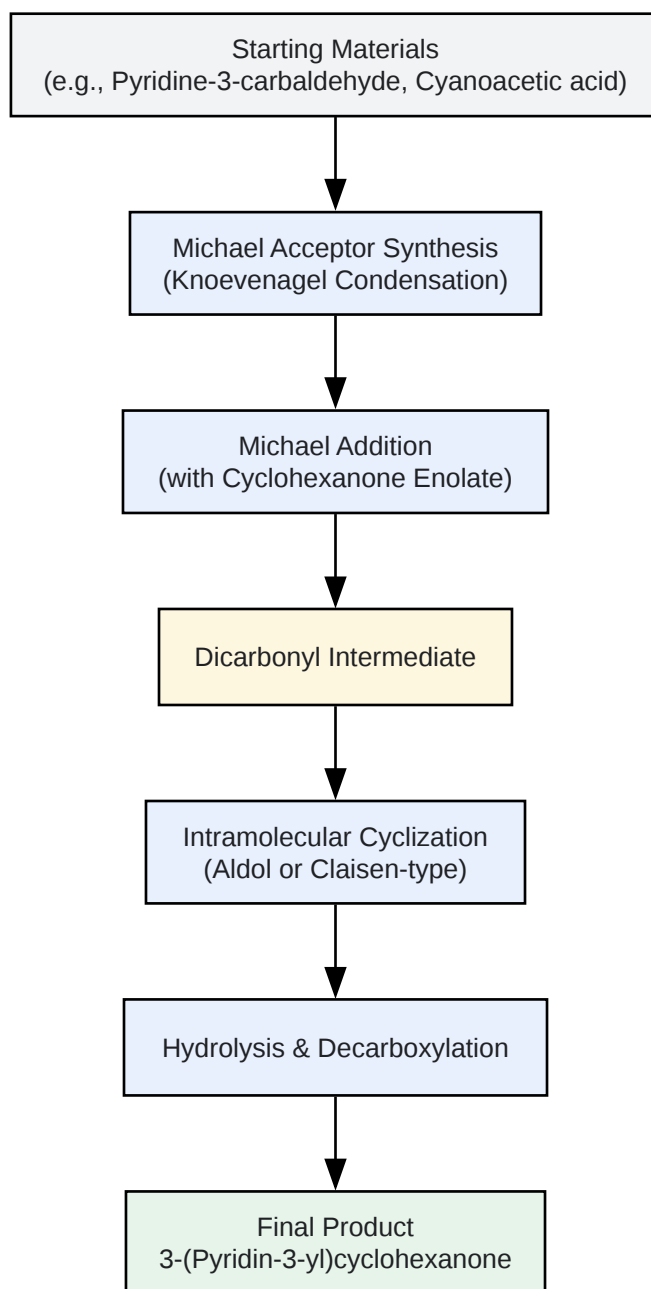 Starting Materials
(e.g., Pyridine-3-carbaldehyde, Cyanoacetic acid)
Michael Acceptor Synthesis
(Knoevenagel Condensation)
Michael Addition
(with Cyclohexanone Enolate)
Dicarbonyl Intermediate
Intramolecular Cyclization
(Aldol or Claisen-type)
Hydrolysis & Decarboxylation
Final Product
3-(Pyridin-3-yl)cyclohexanone